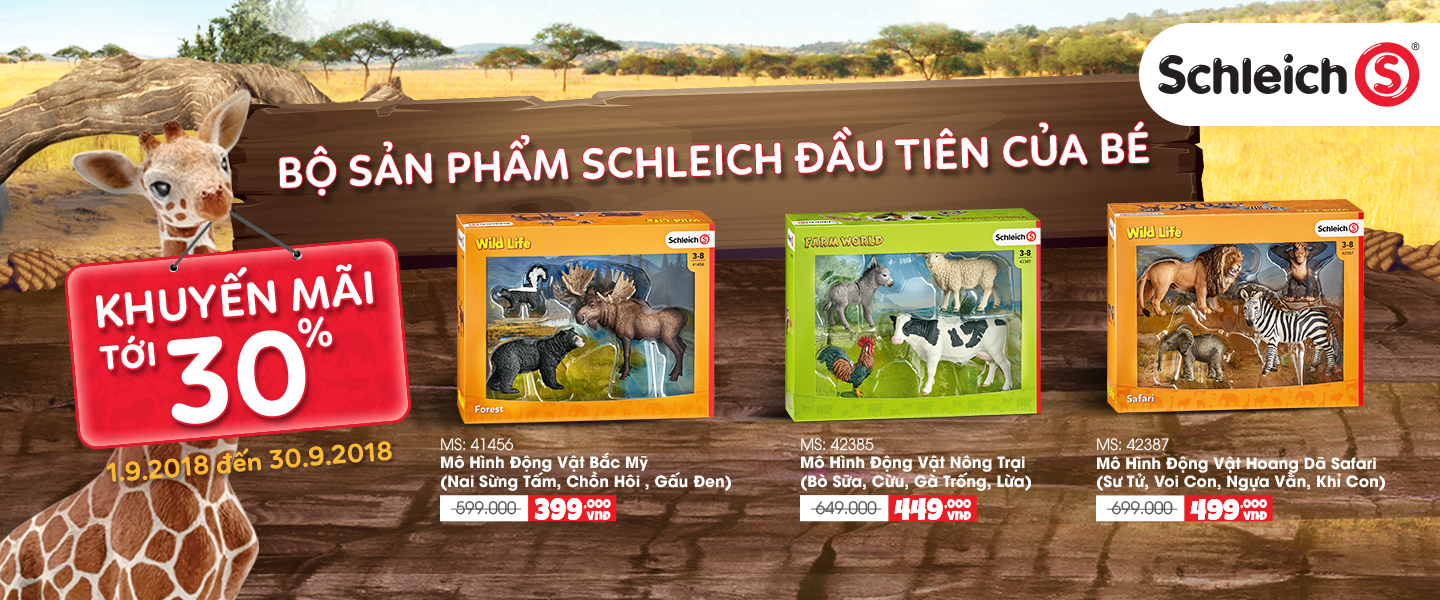 Schleich S®
BỘ SẢN PHẨM SCHLEICH ĐẦU TIÊN CỦA BÉ
KHUYẾN MÃI
TỚI 30%
1.9.2018 đến 30.9.2018
Wild Life
Schleich S
3-8
41456
Forest
MS: 41456
Mô Hình Động Vật Bắc Mỹ
(Nai Sừng Tấm, Chồn Hôi , Gấu Đen)
599.000 399.000 VNĐ
FARM WORLD
Schleich S
3-8
42385
MS: 42385
Mô Hình Động Vật Nông Trại
(Bò Sữa, Cừu, Gà Trống, Lừa)
649.000 449.000 VNĐ
Wild Life
Schleich S
3-8
42387
Safari
MS: 42387
Mô Hình Động Vật Hoang Dã Safari
(Sư Tử, Voi Con, Ngựa Vằn, Khỉ Con)
699.000 499.000 VNĐ